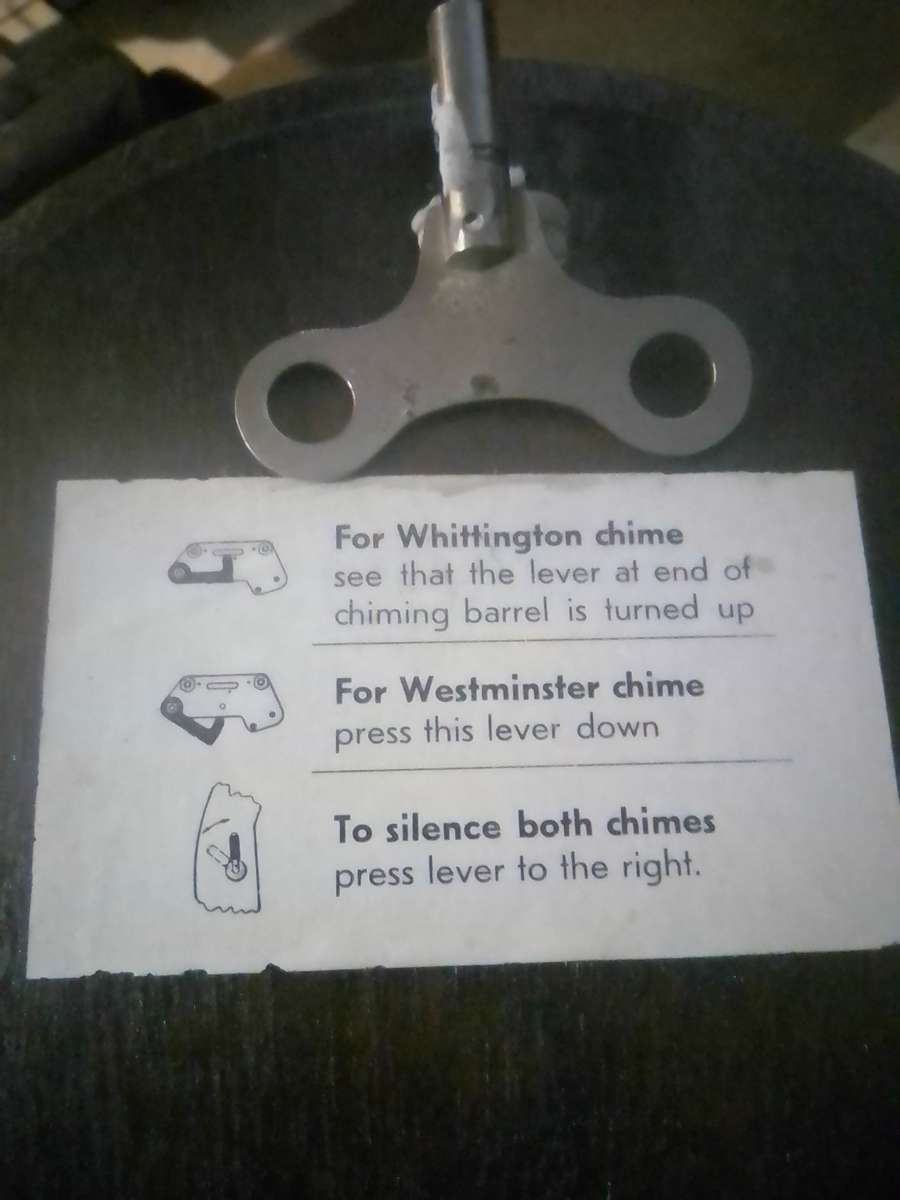 For Whittington chime
see that the lever at end of
chiming barrel is turned up
For Westminster chime
press this lever down
To silence both chimes
press lever to the right.